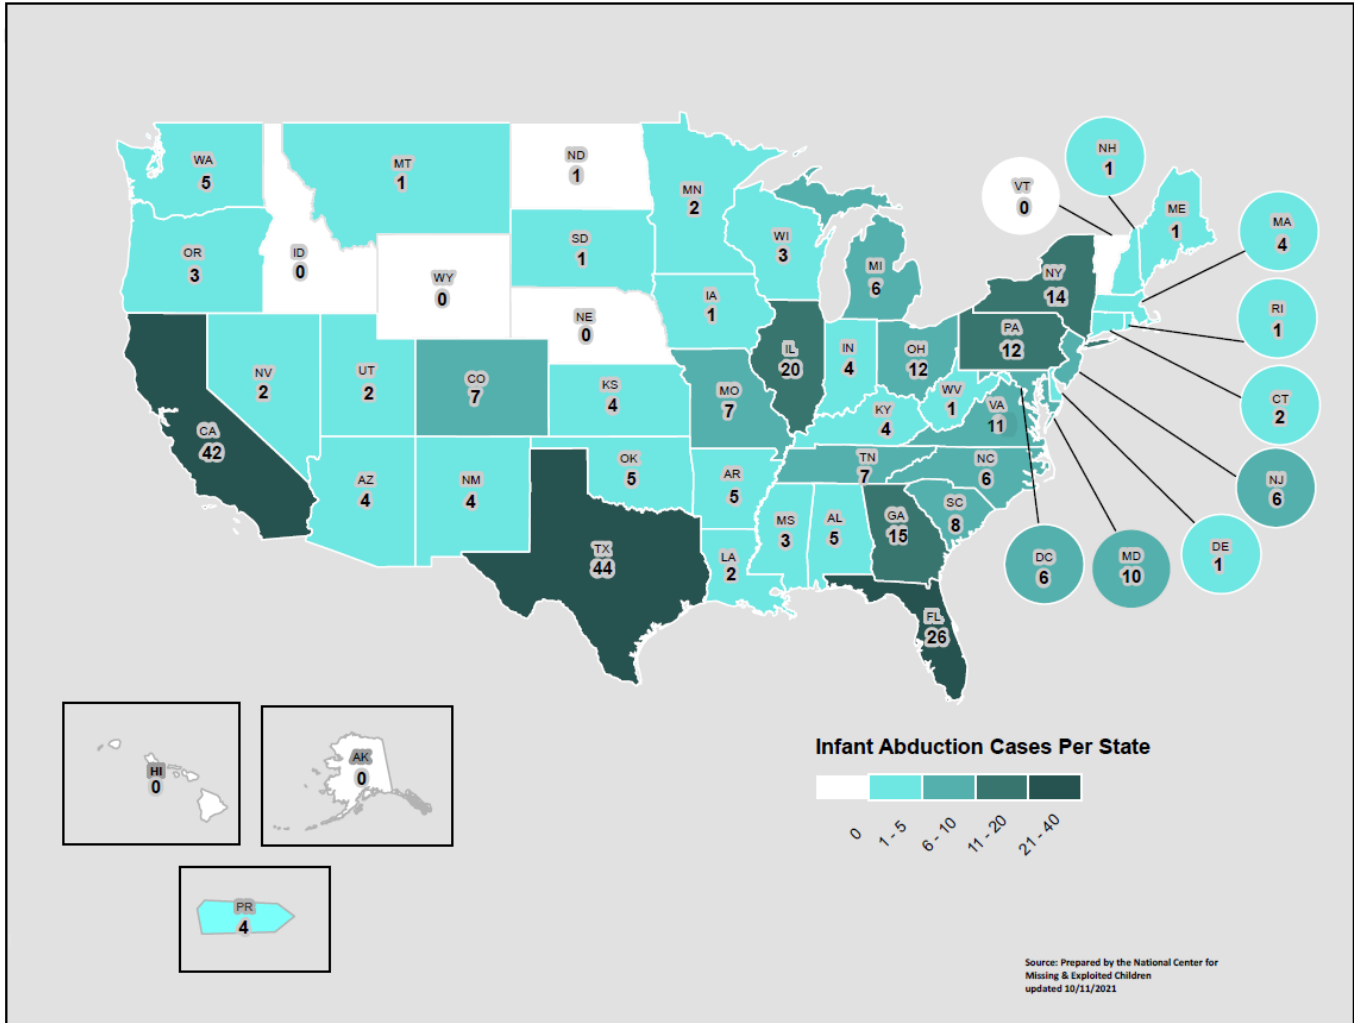 WA
5
MT
1
ND
1
MN
2
VT
0
NH
1
ME
1
MA
4
OR
3
ID
0
WY
0
SD
1
WI
3
MI
6
NY
14
RI
1
NE
0
IA
1
IL
20
IN
4
OH
12
PA
12
CT
2
NV
2
UT
2
CO
7
KS
4
MO
7
KY
4
WV
1
VA
11
NJ
6
CA
42
AZ
4
NM
4
OK
5
AR
5
TN
7
NC
6
SC
8
MS
3
AL
5
GA
15
DC
6
MD
10
DE
1
TX
44
LA
2
FL
26
HI
0
AK
0
PR
4
Infant Abduction Cases Per State
0
1 - 5
6 - 10
11 - 20
21 - 40
Source: Prepared by the National Center for
Missing & Exploited Children
updated 10/11/2021